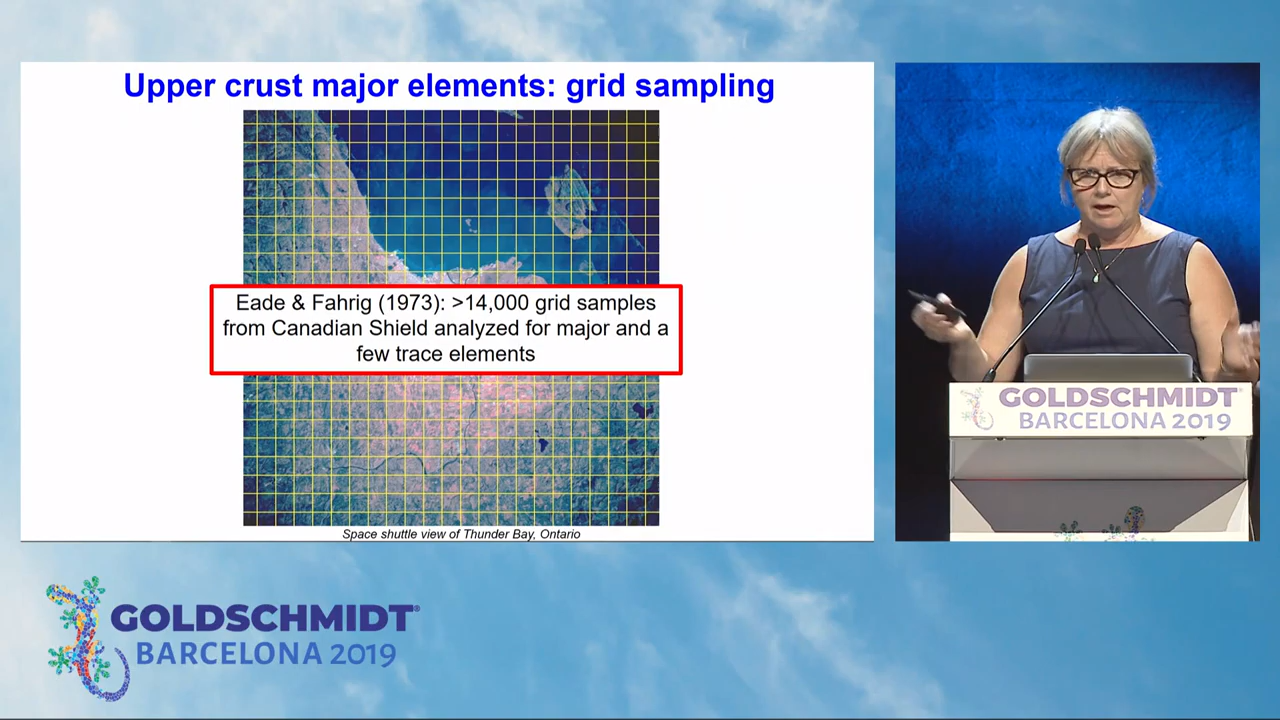 Upper crust major elements: grid sampling
Eade & Fahrig (1973): >14,000 grid samples
from Canadian Shield analyzed for major and a
few trace elements
Space shuttle view of Thunder Bay, Ontario
GOLDSCHMIDT®
BARCELONA 2019
GOLDSCHMIDT®
BARCELONA 2019